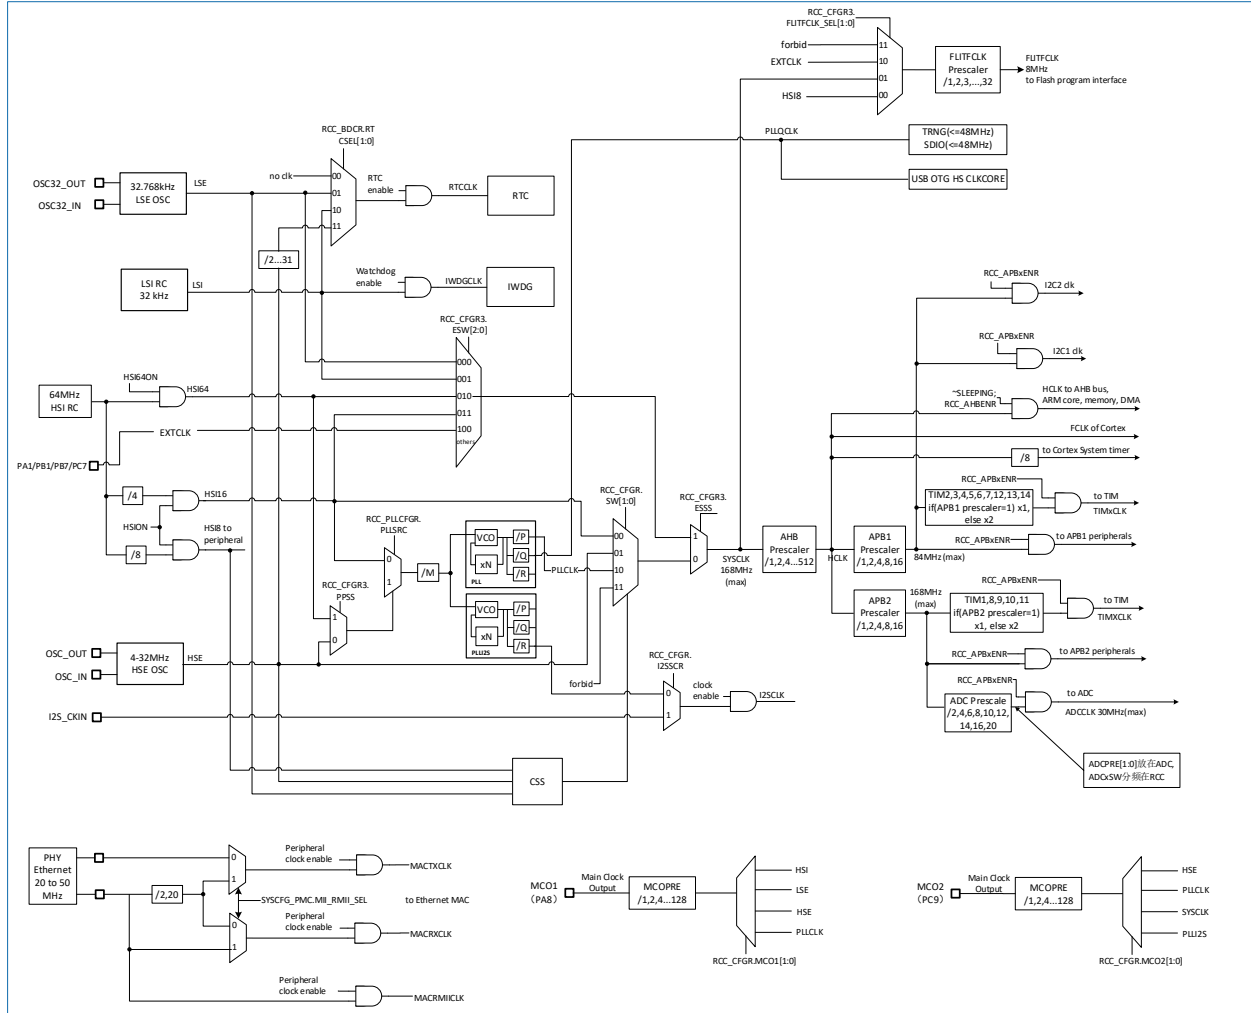 RCC_CFGR3.
FLITFCLK_SEL[1:0]
forbid
11
EXTCLK
10
01
HSI8
00
FLITFCLK
Prescaler
/1,2,3,...,32
FLITFCLK
8MHz
to Flash program interface
PLLQCLK
TRNG(<=48MHz)
SDIO(<=48MHz)
USB OTG HS CLKCORE
RCC_BDCR.RT
CSEL[1:0]
no clk
00
01
10
11
OSC32_OUT
OSC32_IN
32.768kHz
LSE OSC
LSE
RTC
enable
RTCCLK
RTC
/2...31
LSI RC
32 kHz
LSI
Watchdog
enable
IWDGCLK
IWDG
RCC_CFGR3.
ESW[2:0]
000
001
010
011
100
others
HSI64ON
64MHz
HSI RC
HSI64
EXTCLK
PA1/PB1/PB7/PC7
/4
HSI16
HSION
HSI8 to
peripheral
/8
RCC_PLLCFGR.
PLLSRC
0
1
/M
RCC_CFGR3.
PPSS
1
0
VCO
xN
/P
/Q
/R
PLL
PLLCLK
VCO
xN
/P
/Q
/R
PLLI2S
OSC_OUT
OSC_IN
4-32MHz
HSE OSC
HSE
I2S_CKIN
RCC_CFGR.
SW[1:0]
00
01
10
11
forbid
RCC_CFGR3.
ESSS
1
0
SYSCLK
168MHz
(max)
RCC_CFGR.
I2SSCR
0
1
clock
enable
I2SCLK
CSS
AHB
Prescaler
/1,2,4...512
HCLK
RCC_APBxENR
I2C2 clk
RCC_APBxENR
I2C1 clk
~SLEEPING;
RCC_AHBENR
HCLK to AHB bus,
ARM core, memory, DMA
FCLK of Cortex
/8
to Cortex System timer
RCC_APBxENR
TIM2,3,4,5,6,7,12,13,14
if(APB1 prescaler=1) x1,
else x2
to TIM
TIMxCLK
APB1
Prescaler
/1,2,4,8,16
84MHz (max)
RCC_APBxENR
to APB1 peripherals
APB2
Prescaler
/1,2,4,8,16
168MHz
(max)
RCC_APBxENR
TIM1,8,9,10,11
if(APB2 prescaler=1)
x1, else x2
to TIM
TIMXCLK
RCC_APBxENR
to APB2 peripherals
RCC_APBxENR
ADC Prescale
/2,4,6,8,10,12,
14,16,20
to ADC
ADCCLK 30MHz(max)
ADCPRE[1:0]放在ADC,
ADCxSW分频在RCC
PHY
Ethernet
20 to 50
MHz
/2,20
0
1
Peripheral
clock enable
MACTXCLK
SYSCFG_PMC.MII_RMII_SEL
to Ethernet MAC
0
1
Peripheral
clock enable
MACRXCLK
Peripheral
clock enable
MACRMIICLK
MCO1
(PA8)
Main Clock
Output
MCOPRE
/1,2,4...128
HSI
LSE
HSE
PLLCLK
RCC_CFGR.MCO1[1:0]
MCO2
(PC9)
Main Clock
Output
MCOPRE
/1,2,4...128
HSE
PLLCLK
SYSCLK
PLLI2S
RCC_CFGR.MCO2[1:0]